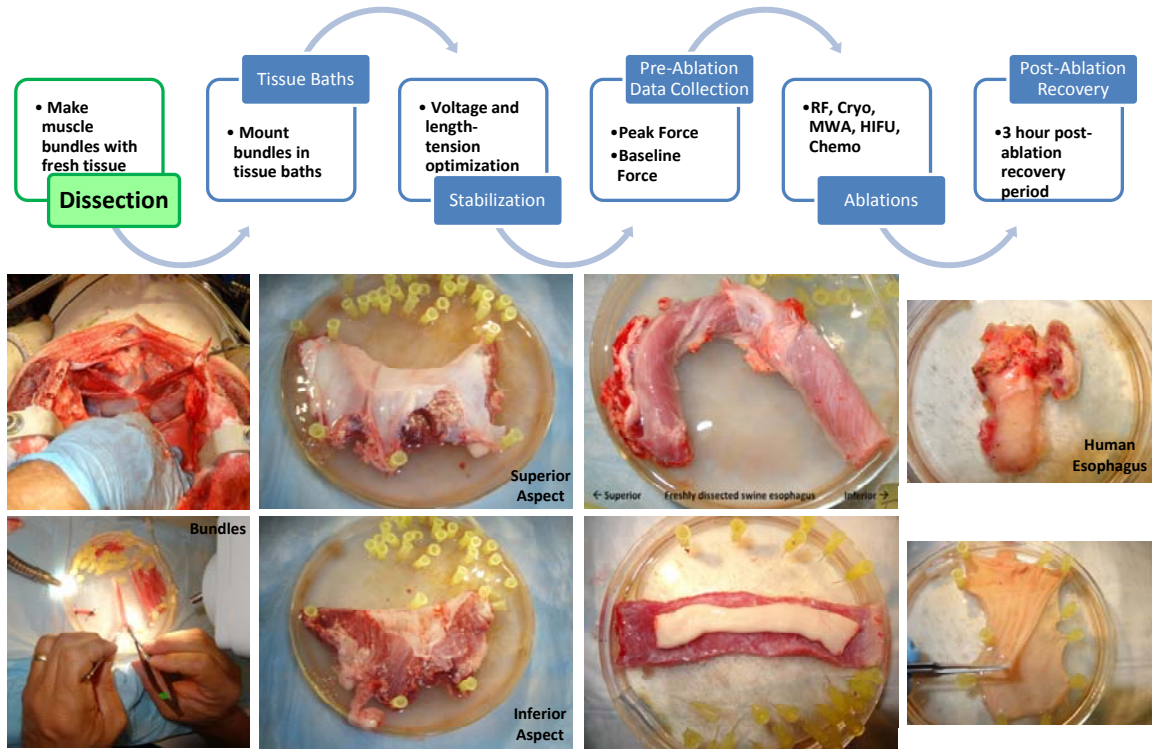 • Make
muscle
bundles with
fresh tissue
Dissection
Tissue Baths
• Mount
bundles in
tissue baths
• Voltage and
length-
tension
optimization
Stabilization
Pre-Ablation
Data Collection
•Peak Force
•Baseline
Force
•RF, Cryo,
MWA, HIFU,
Chemo
Ablations
Post-Ablation
Recovery
•3 hour post-
ablation
recovery
period
Superior
Aspect
← Superior Freshly dissected swine esophagus Inferior →
Human
Esophagus
Bundles
Inferior
Aspect